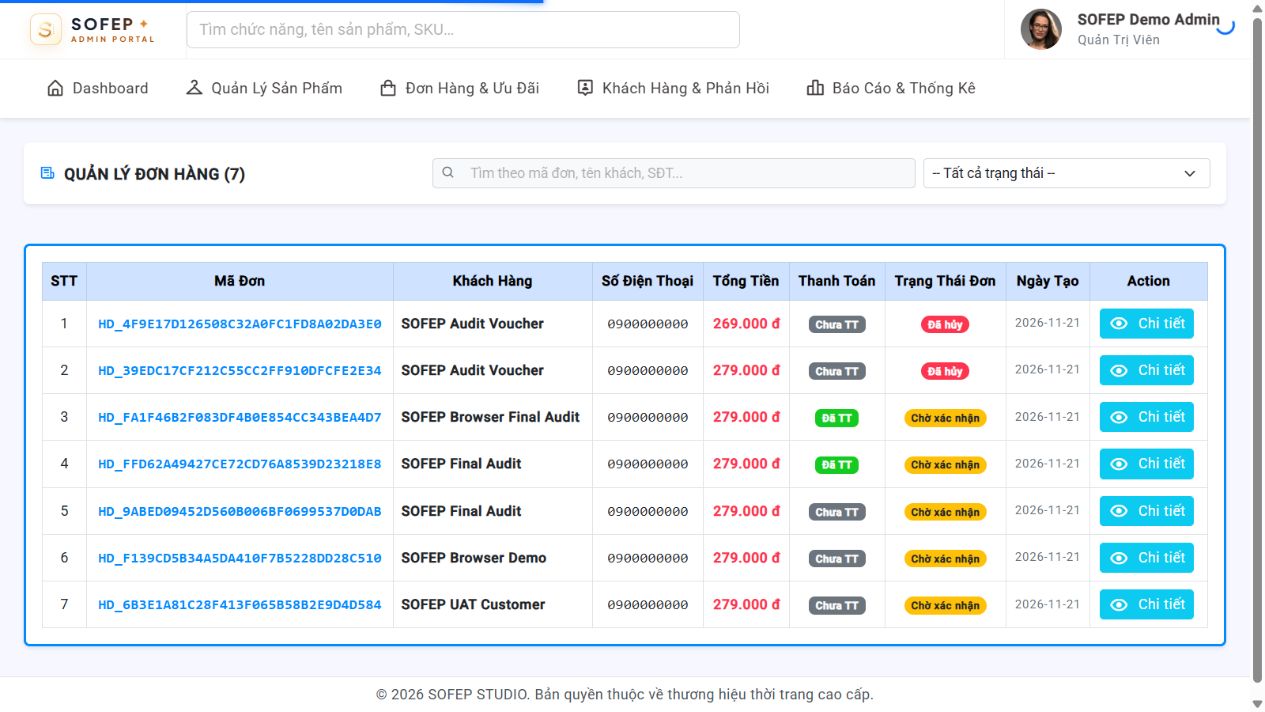 SOFEP
ADMIN PORTAL
Tìm chức năng, tên sản phẩm, SKU...
SOFEP Demo Admin
Quản Trị Viên
Dashboard
Quản Lý Sản Phẩm
Đơn Hàng & Ưu Đãi
Khách Hàng & Phản Hồi
Báo Cáo & Thống Kê
QUẢN LÝ ĐƠN HÀNG (7)
Tìm theo mã đơn, tên khách, SĐT...
-- Tất cả trạng thái --
STT Mã Đơn Khách Hàng Số Điện Thoại Tổng Tiền Thanh Toán Trạng Thái Đơn Ngày Tạo Action
1 HD_4F9E17D126508C32A0FC1FD8A02DA3E0 SOFEP Audit Voucher 0900000000 269.000 đ Chưa TT Đã hủy 2026-11-21 Chi tiết
2 HD_39EDC17CF212C55CC2FF910DFCFE2E34 SOFEP Audit Voucher 0900000000 279.000 đ Chưa TT Đã hủy 2026-11-21 Chi tiết
3 HD_FA1F46B2F083DF4B0E854CC343BEA4D7 SOFEP Browser Final Audit 0900000000 279.000 đ Đã TT Chờ xác nhận 2026-11-21 Chi tiết
4 HD_FFD62A49427CE72CD76A8539D23218E8 SOFEP Final Audit 0900000000 279.000 đ Đã TT Chờ xác nhận 2026-11-21 Chi tiết
5 HD_9ABED09452D560B006BF0699537D0DAB SOFEP Final Audit 0900000000 279.000 đ Chưa TT Chờ xác nhận 2026-11-21 Chi tiết
6 HD_F139CD5B34A5DA410F7B5228DD28C510 SOFEP Browser Demo 0900000000 279.000 đ Chưa TT Chờ xác nhận 2026-11-21 Chi tiết
7 HD_6B3E1A81C28F413F065B58B2E9D4D584 SOFEP UAT Customer 0900000000 279.000 đ Chưa TT Chờ xác nhận 2026-11-21 Chi tiết
© 2026 SOFEP STUDIO. Bản quyền thuộc về thương hiệu thời trang cao cấp.